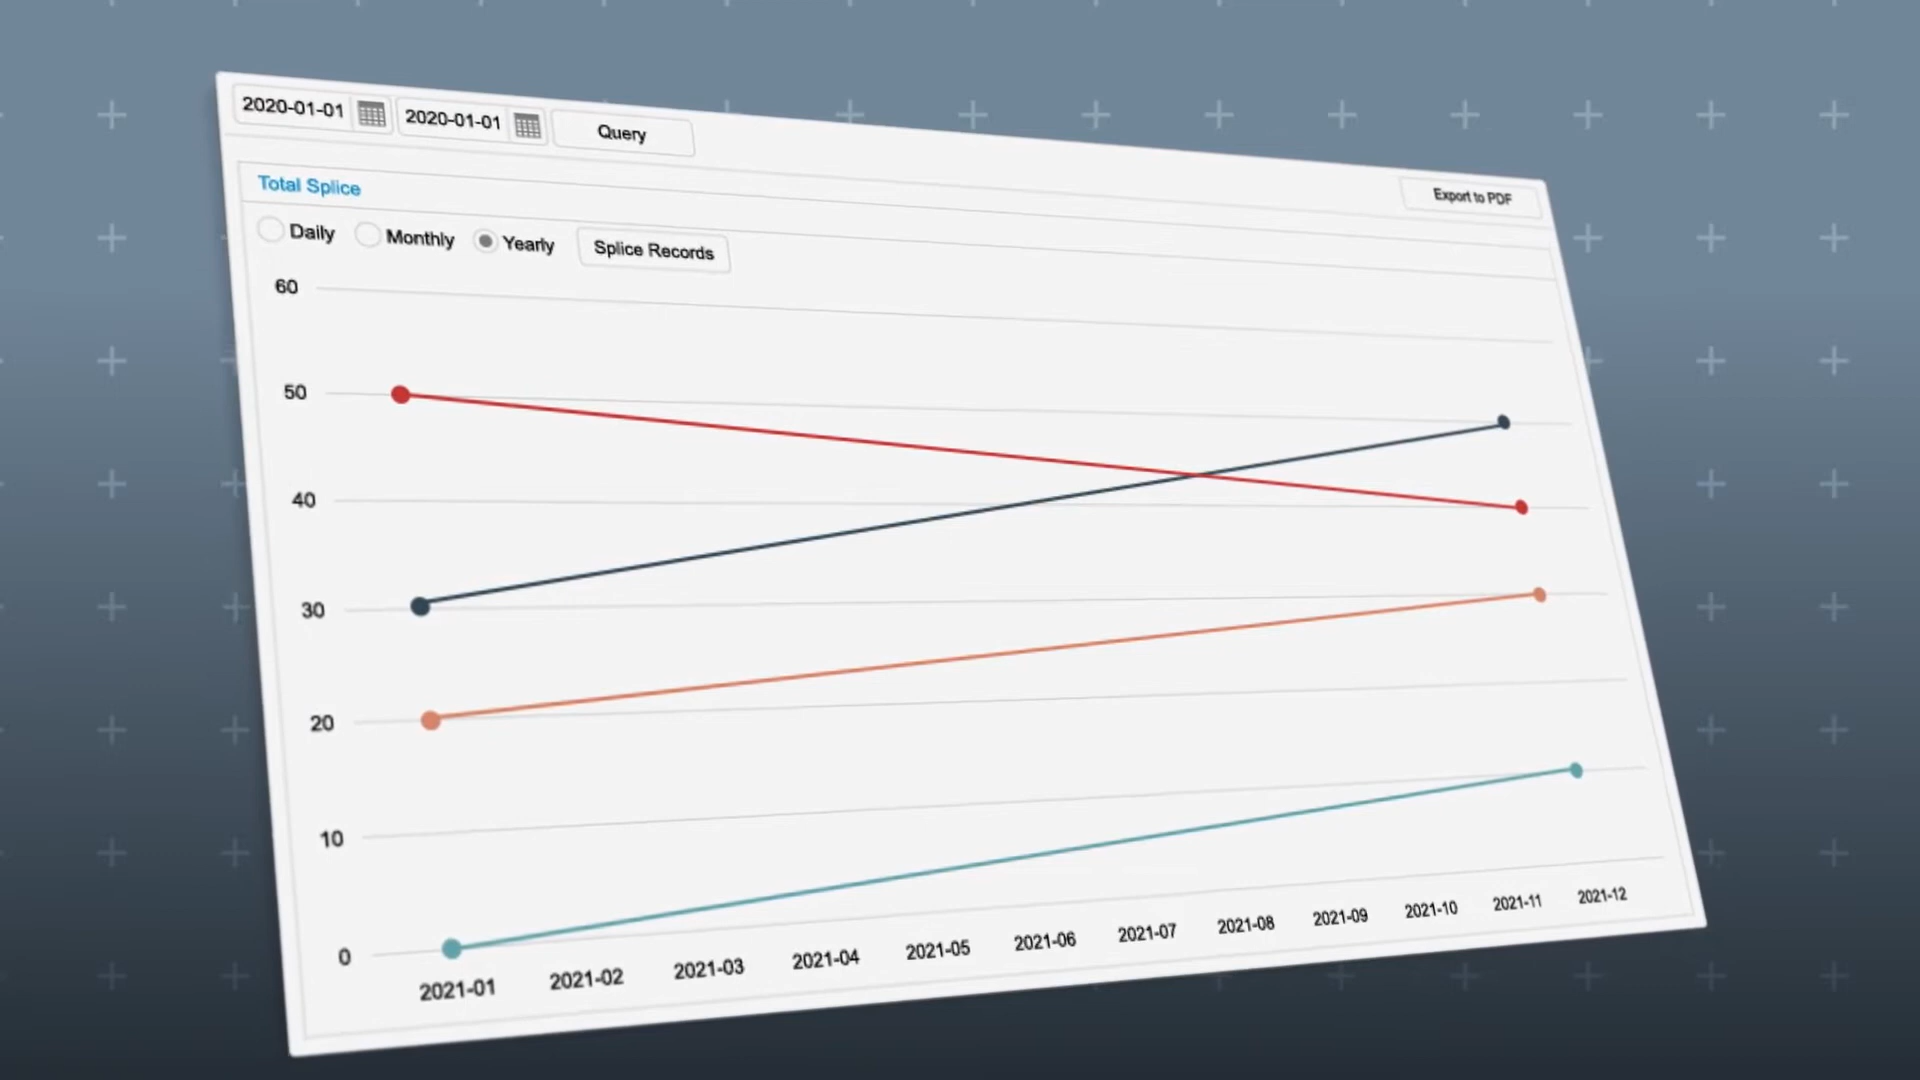 2020-01-01 2020-01-01 Query
Export to PDF
Total Splice
Daily Monthly Yearly Splice Records
60
50
40
30
20
10
0
2021-01 2021-02 2021-03 2021-04 2021-05 2021-06 2021-07 2021-08 2021-09 2021-10 2021-11 2021-12